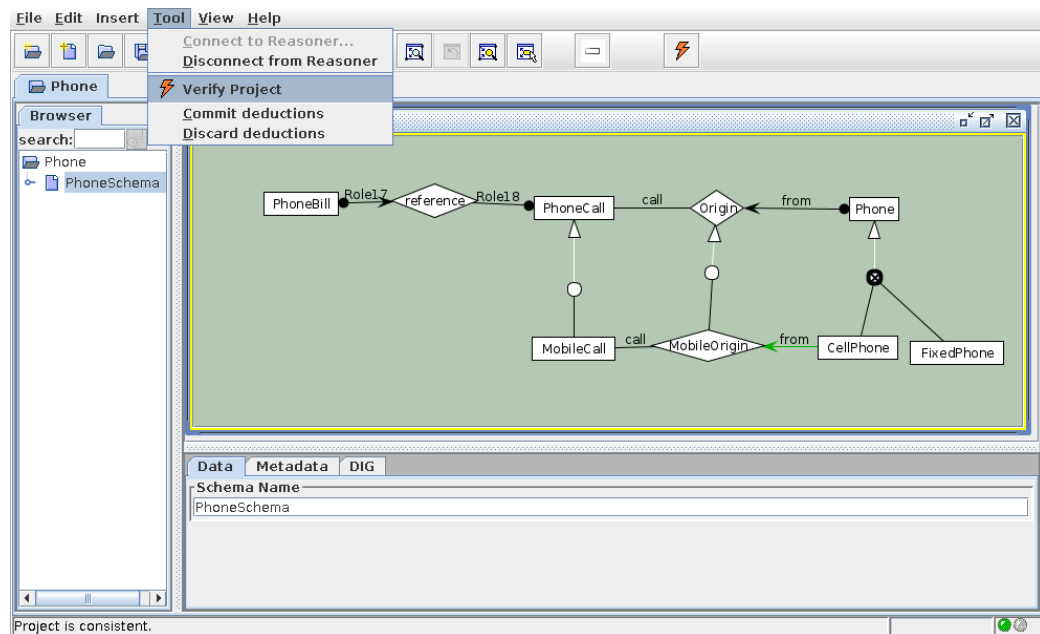 File Edit Insert Tool View Help
Connect to Reasoner...
Disconnect from Reasoner
Verify Project
Commit deductions
Discard deductions
Phone
Browser
search:
Phone
PhoneSchema
PhoneBill Role17 reference Role18 PhoneCall call Origin from Phone
MobileCall call MobileOrigin from CellPhone FixedPhone
Data Metadata DIG
Schema Name
PhoneSchema
Project is consistent.